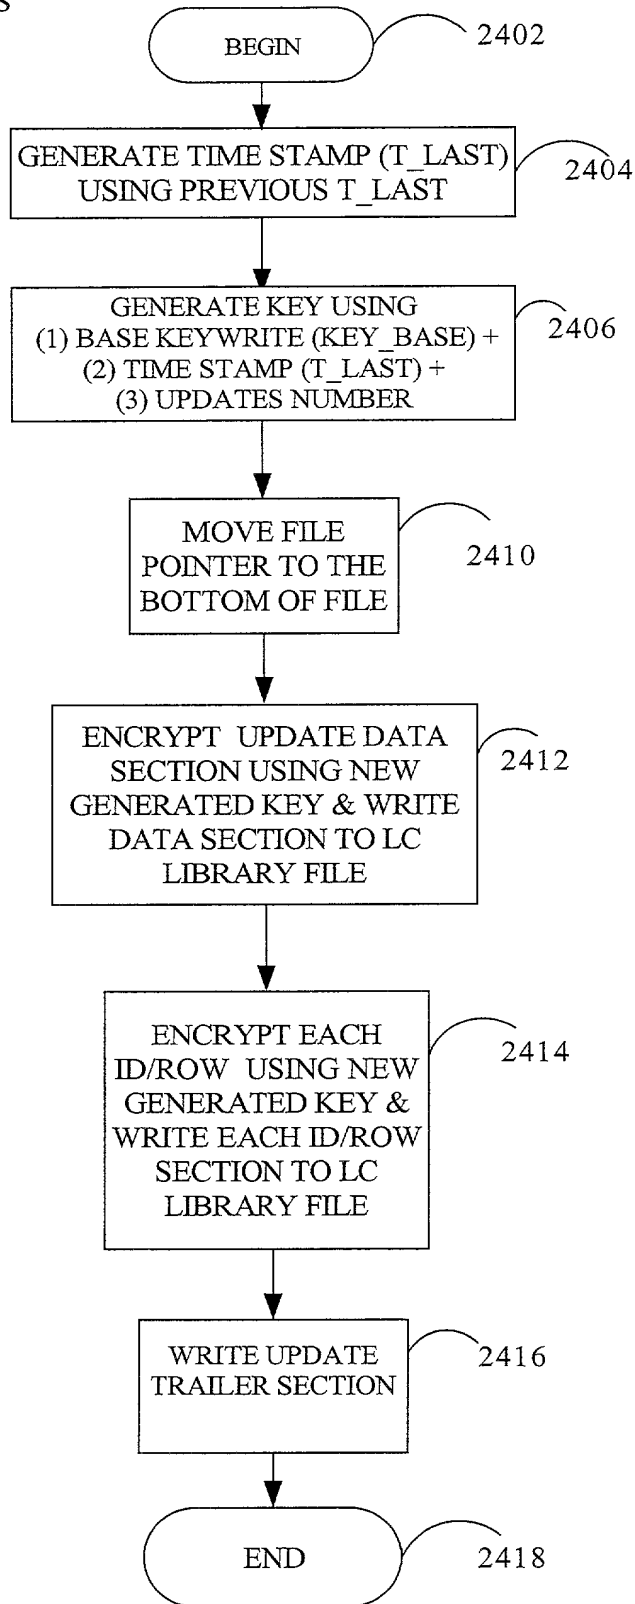 S
BEGIN
2402
GENERATE TIME STAMP (T_LAST)
USING PREVIOUS T_LAST
2404
GENERATE KEY USING
(1) BASE KEYWRITE (KEY_BASE) +
(2) TIME STAMP (T_LAST) +
(3) UPDATES NUMBER
2406
MOVE FILE
POINTER TO THE
BOTTOM OF FILE
2410
ENCRYPT UPDATE DATA
SECTION USING NEW
GENERATED KEY & WRITE
DATA SECTION TO LC
LIBRARY FILE
2412
ENCRYPT EACH
ID/ROW USING NEW
GENERATED KEY &
WRITE EACH ID/ROW
SECTION TO LC
LIBRARY FILE
2414
WRITE UPDATE
TRAILER SECTION
2416
END
2418